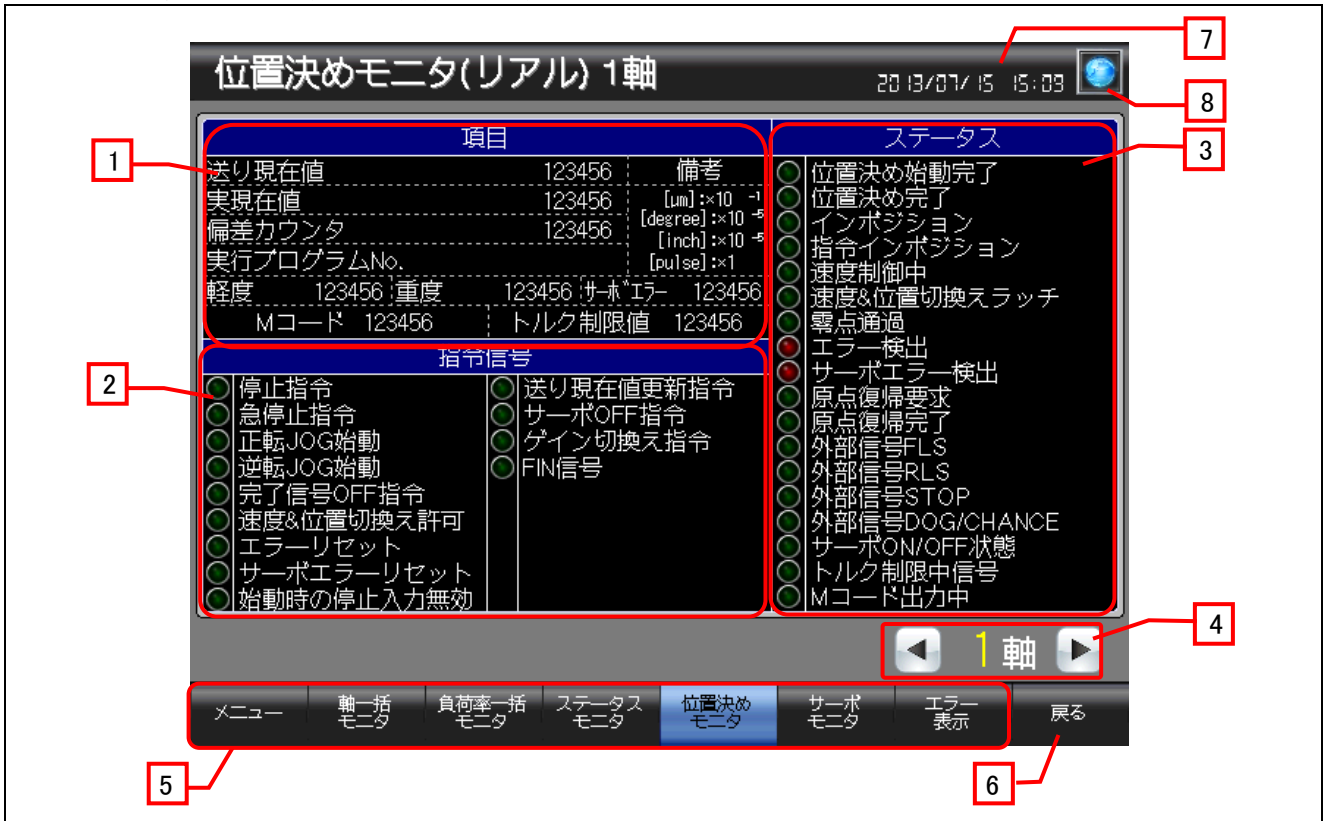 位置決めモニタ(リアル) 1軸
2013/07/15 15:09
7
8
項目
1
送り現在値 123456 備考
実現在値 123456 [μm]:×10 -1
偏差カウンタ 123456 [degree]:×10 -5
[inch]:×10 -5
実行プログラムNo. [pulse]:×1
軽度 123456 重度 123456 サーボエラー 123456
Mコード 123456 トルク制限値 123456
指令信号
2
停止指令
急停止指令
正転JOG始動
逆転JOG始動
完了信号OFF指令
速度&位置切換え許可
エラーリセット
サーボエラーリセット
始動時の停止入力無効
送り現在値更新指令
サーボOFF指令
ゲイン切換え指令
FIN信号
ステータス
3
位置決め始動完了
位置決め完了
インポジション
指令インポジション
速度制御中
速度&位置切換えラッチ
零点通過
エラー検出
サーボエラー検出
原点復帰要求
原点復帰完了
外部信号FLS
外部信号RLS
外部信号STOP
外部信号DOG/CHANCE
サーボON/OFF状態
トルク制限中信号
Mコード出力中
1 軸
4
メニュー
軸一括
モニタ
負荷率一括
モニタ
ステータス
モニタ
位置決め
モニタ
サーボ
モニタ
エラー
表示
戻る
5
6